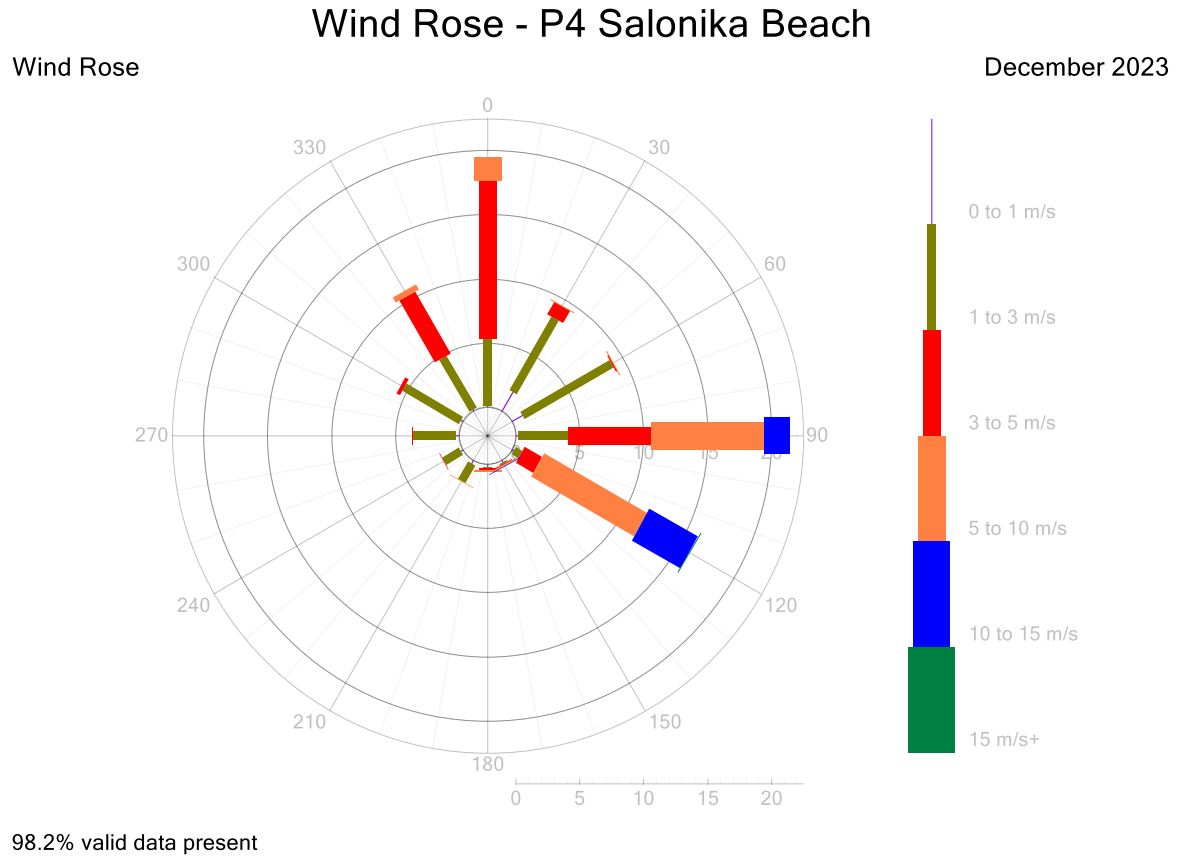 Wind Rose - P4 Salonika Beach
Wind Rose
December 2023
0
330
30
300
60
0 to 1 m/s
1 to 3 m/s
270
90
5
10
15
20
3 to 5 m/s
5 to 10 m/s
240
120
10 to 15 m/s
210
150
15 m/s+
180
0
5
10
15
20
98.2% valid data present